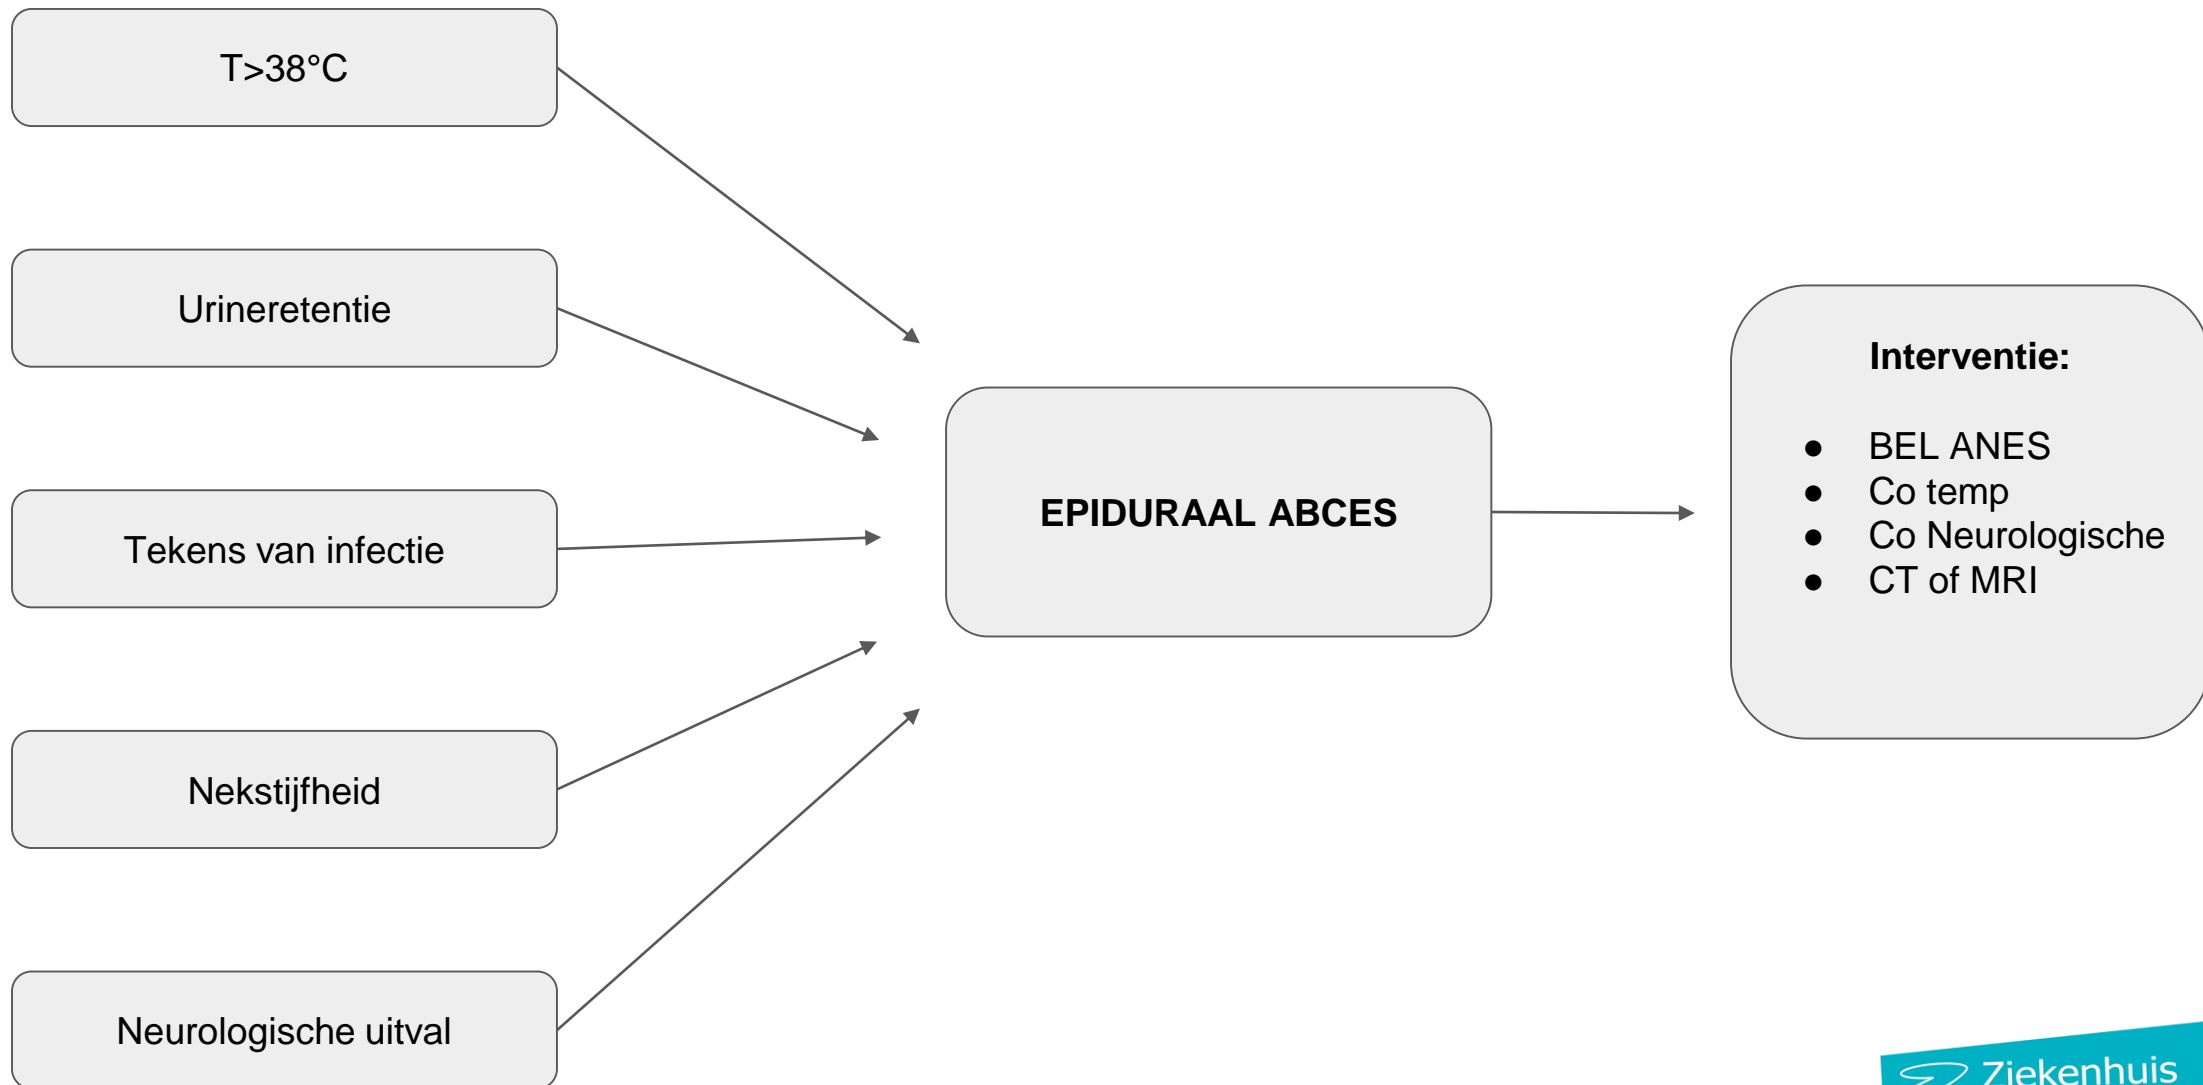 T>38°C
Urineretentie
Tekens van infectie
Nekstijfheid
Neurologische uitval
EPIDURAAL ABCES
Interventie:
● BEL ANES
● Co temp
● Co Neurologische
● CT of MRI
Ziekenhuis